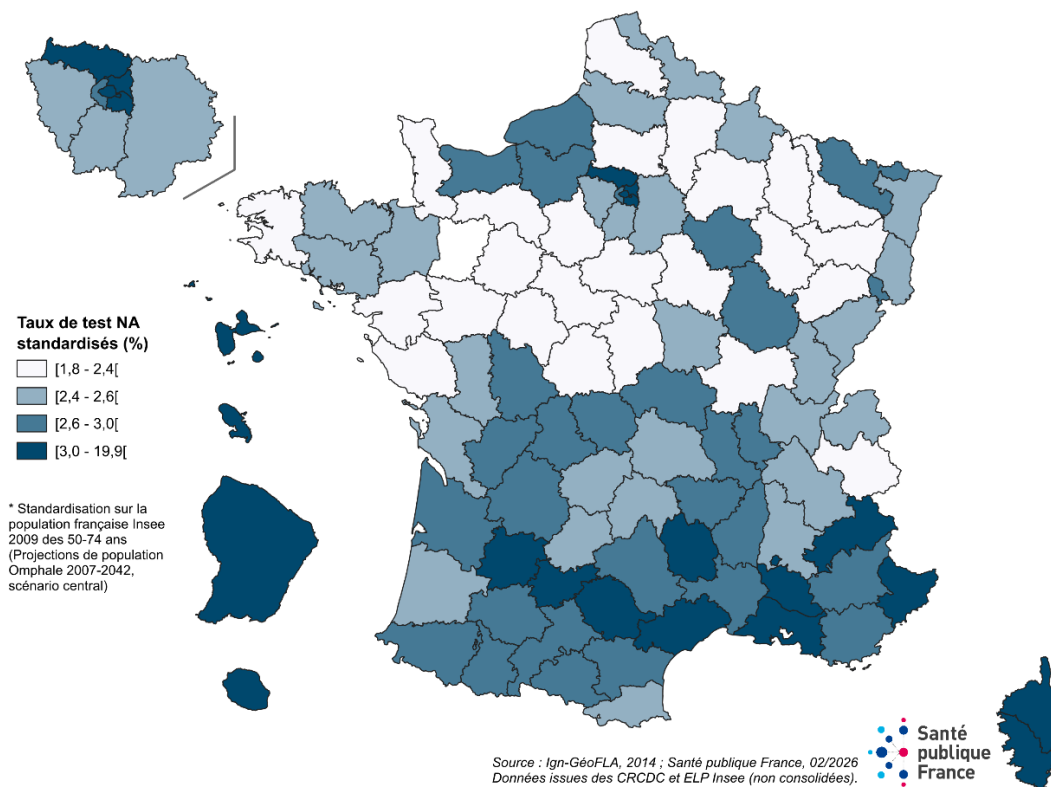 Taux de test NA
standardisés (%)
[1,8 - 2,4[
[2,4 - 2,6[
[2,6 - 3,0[
[3,0 - 19,9[
* Standardisation sur la
population française Insee
2009 des 50-74 ans
(Projections de population
Omphale 2007-2042,
scénario central)
Source : Ign-GéoFLA, 2014 ; Santé publique France, 02/2026
Données issues des CRCDC et ELP Insee (non consolidées).
Santé
publique
France